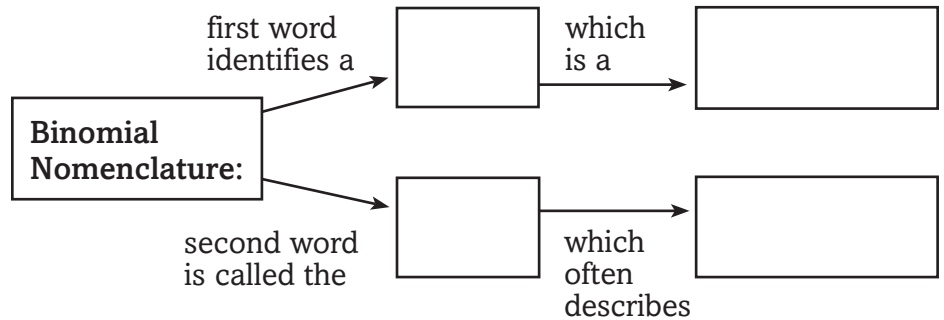 first word
identifies a
which
is a
Binomial
Nomenclature:
second word
is called the
which
often
describes